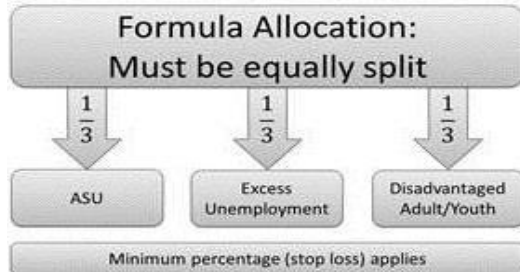 Formula Allocation:
Must be equally split
1/3 1/3 1/3
ASU
Excess
Unemployment
Disadvantaged
Adult/Youth
Minimum percentage (stop loss) applies